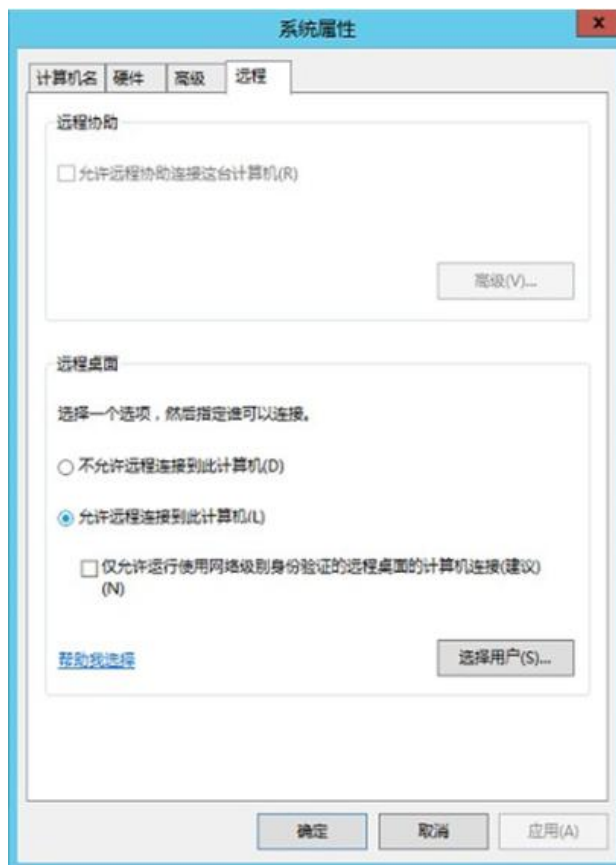 系统属性
x
计算机名 硬件 高级 远程
远程协助
允许远程协助连接这台计算机(R)
高级(V)...
远程桌面
选择一个选项，然后指定谁可以连接。
不允许远程连接到此计算机(D)
允许远程连接到此计算机(L)
仅允许运行使用网络级别身份验证的远程桌面的计算机连接(建议)
(N)
帮助我选择
选择用户(S)...
确定 取消 应用(A)